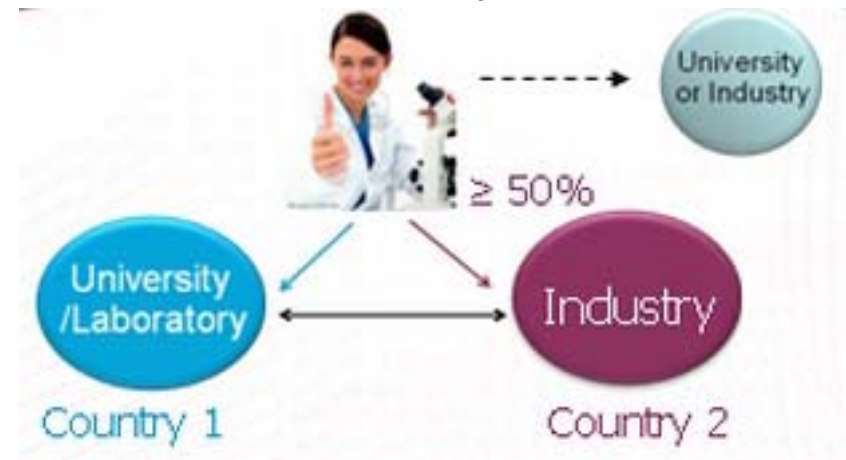 University
or Industry
≥ 50%
University
/Laboratory
Industry
Country 1
Country 2